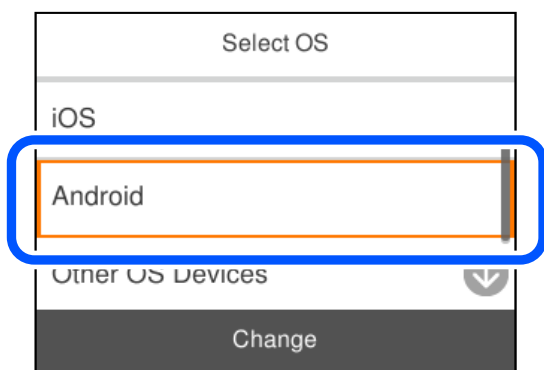 Select OS
iOS
Android
Other OS Devices
Change